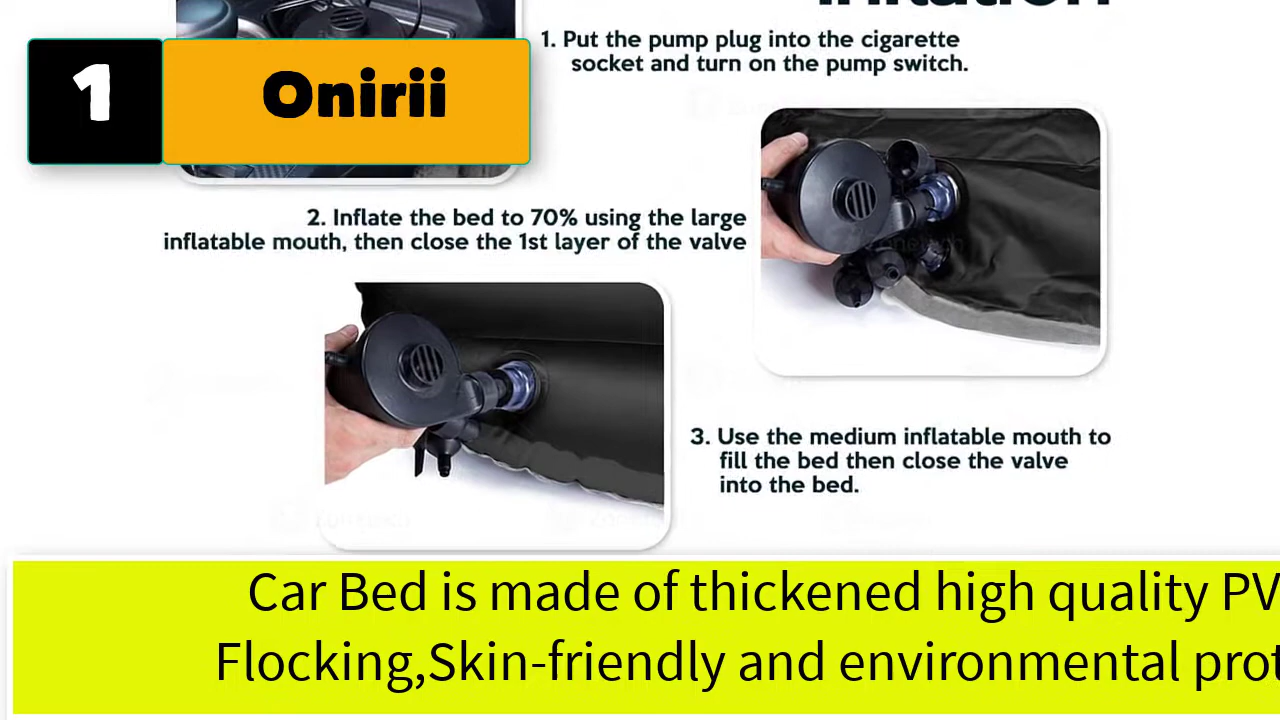 1
Onirii
1. Put the pump plug into the cigarette
socket and turn on the pump switch.
2. Inflate the bed to 70% using the large
inflatable mouth, then close the 1st layer of the valve
3. Use the medium inflatable mouth to
fill the bed then close the valve
into the bed.
Car Bed is made of thickened high quality PV
Flocking,Skin-friendly and environmental prot